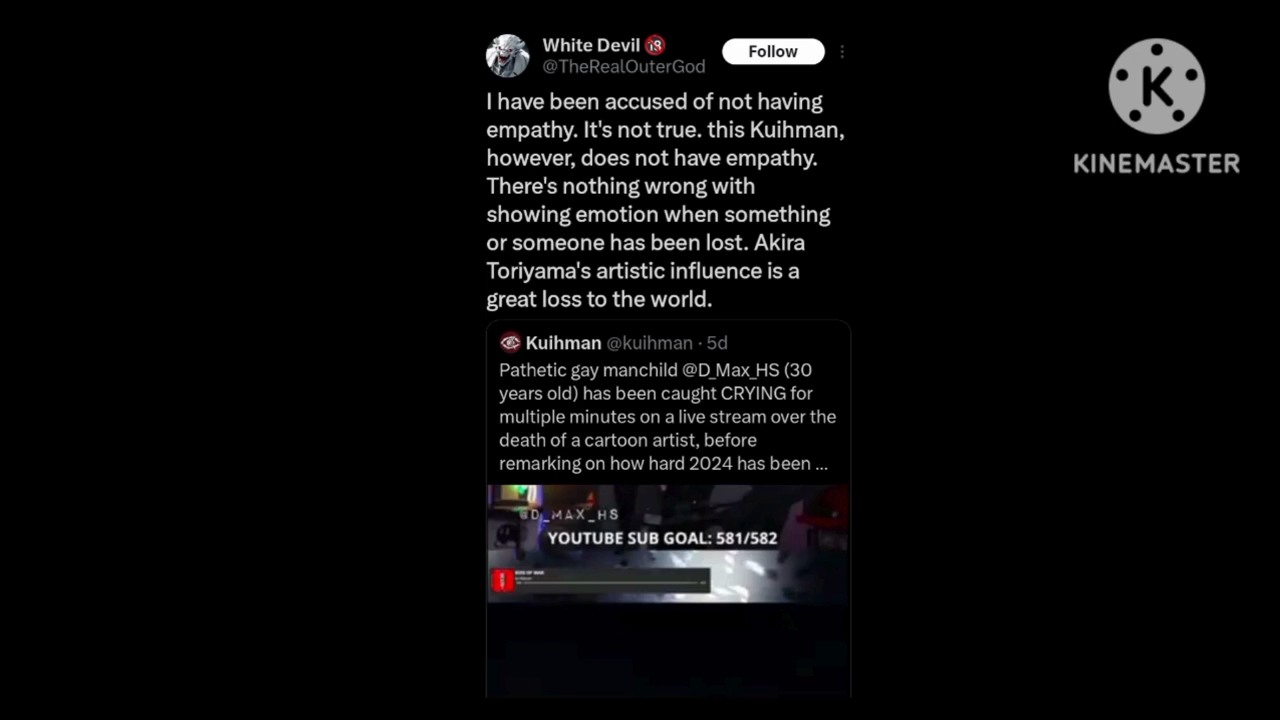 White Devil 🔞
Follow
@TheRealOuterGod
I have been accused of not having
empathy. It's not true. this Kuihman,
however, does not have empathy.
There's nothing wrong with
showing emotion when something
or someone has been lost. Akira
Toriyama's artistic influence is a
great loss to the world.
Kuihman @kuihman · 5d
Pathetic gay manchild @D_Max_HS (30
years old) has been caught CRYING for
multiple minutes on a live stream over the
death of a cartoon artist, before
remarking on how hard 2024 has been ...
@D_MAX_HS
YOUTUBE SUB GOAL: 581/582
K
KINEMASTER